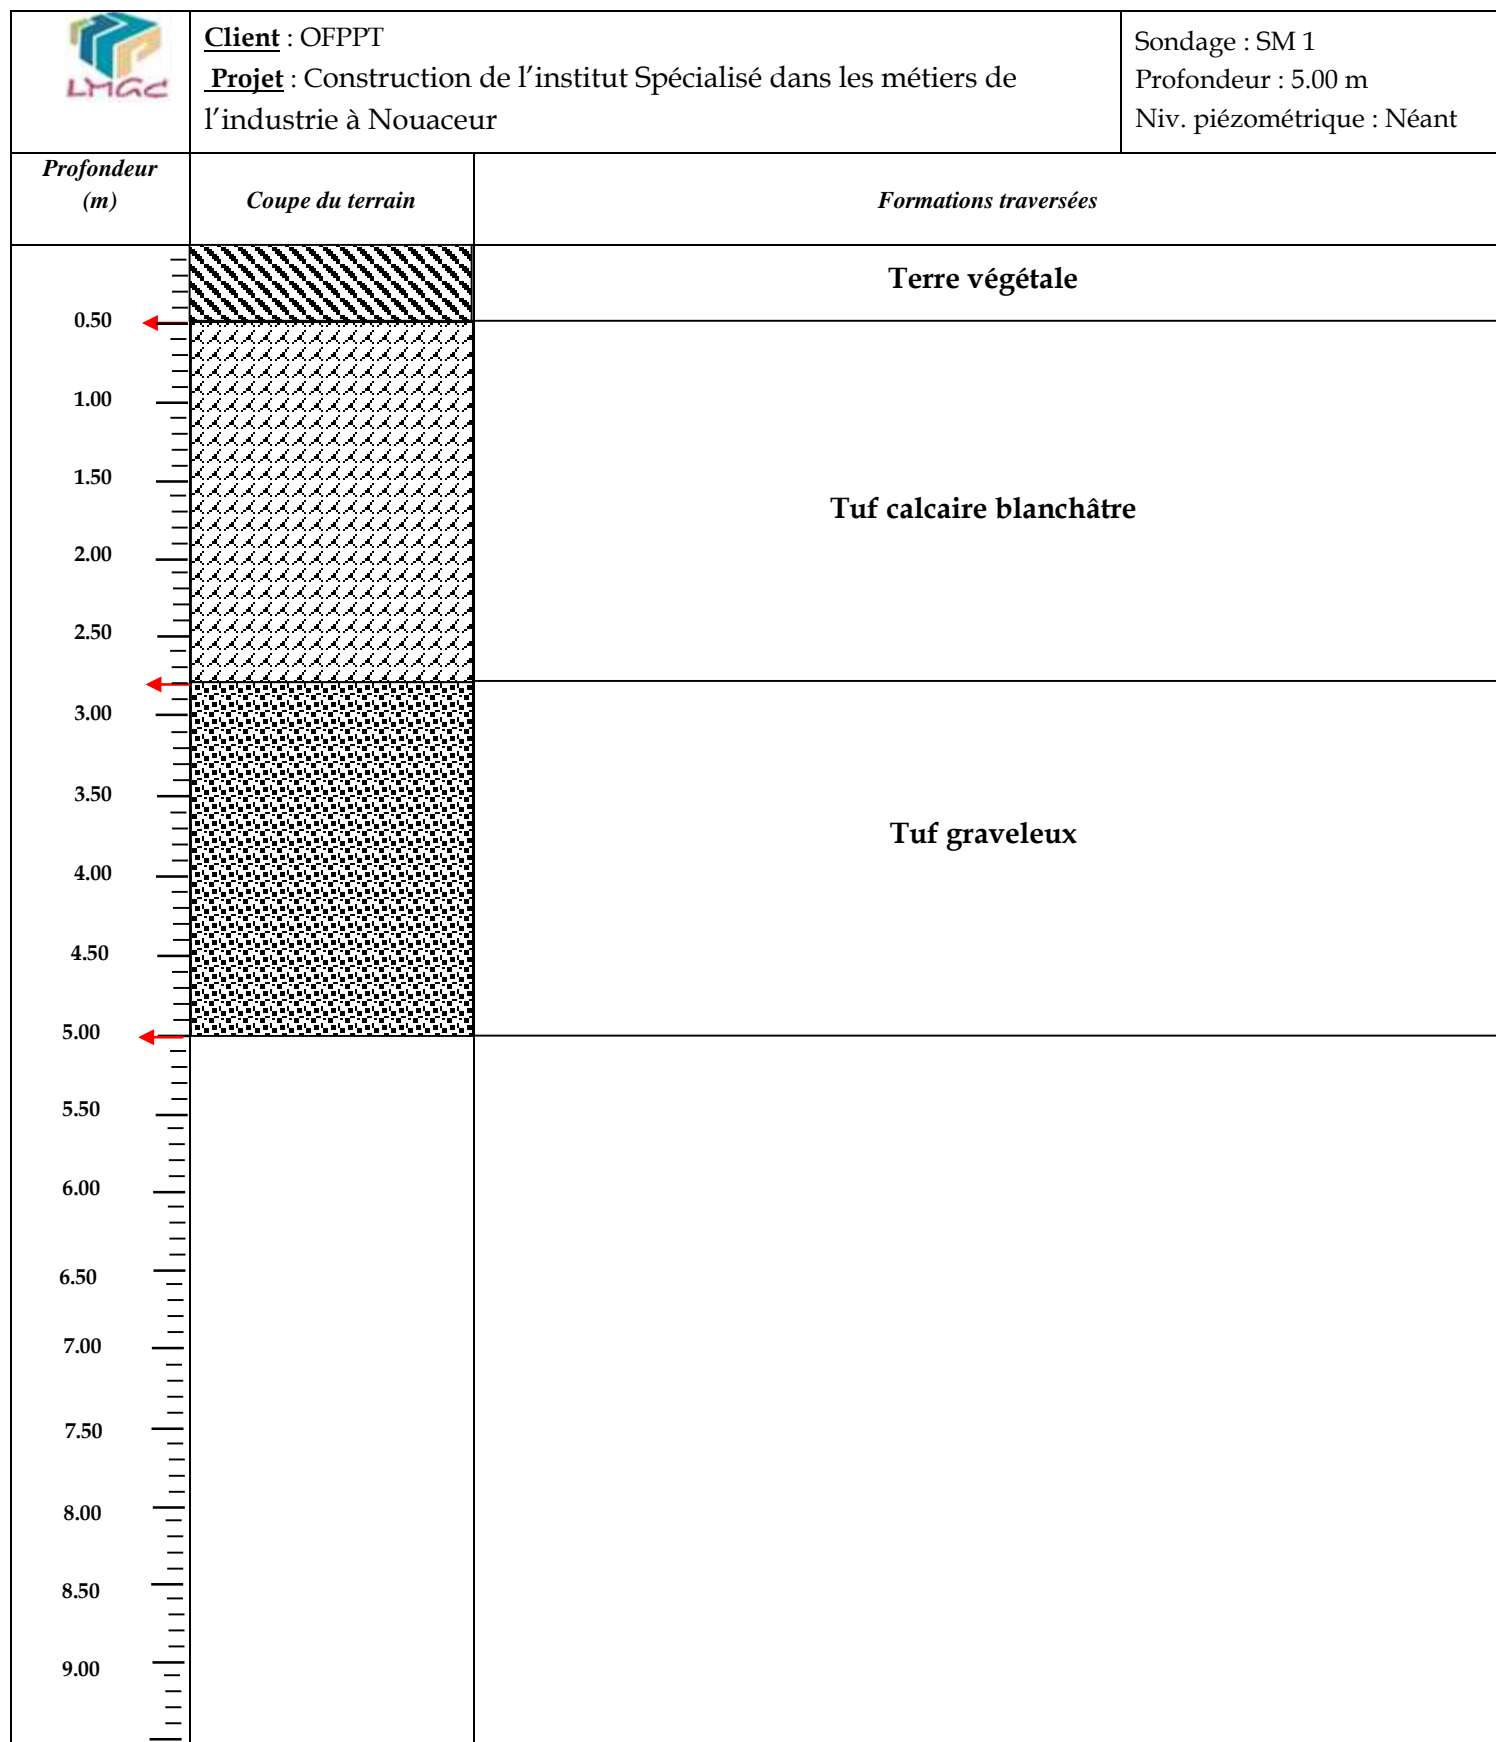 LMGC
Client : OFPPT
Projet : Construction de l’institut Spécialisé dans les métiers de
l’industrie à Nouaceur
Sondage : SM 1
Profondeur : 5.00 m
Niv. piézométrique : Néant
Profondeur
(m)
Coupe du terrain
Formations traversées
Terre végétale
0.50
1.00
1.50
Tuf calcaire blanchâtre
2.00
2.50
3.00
3.50
Tuf graveleux
4.00
4.50
5.00
5.50
6.00
6.50
7.00
7.50
8.00
8.50
9.00